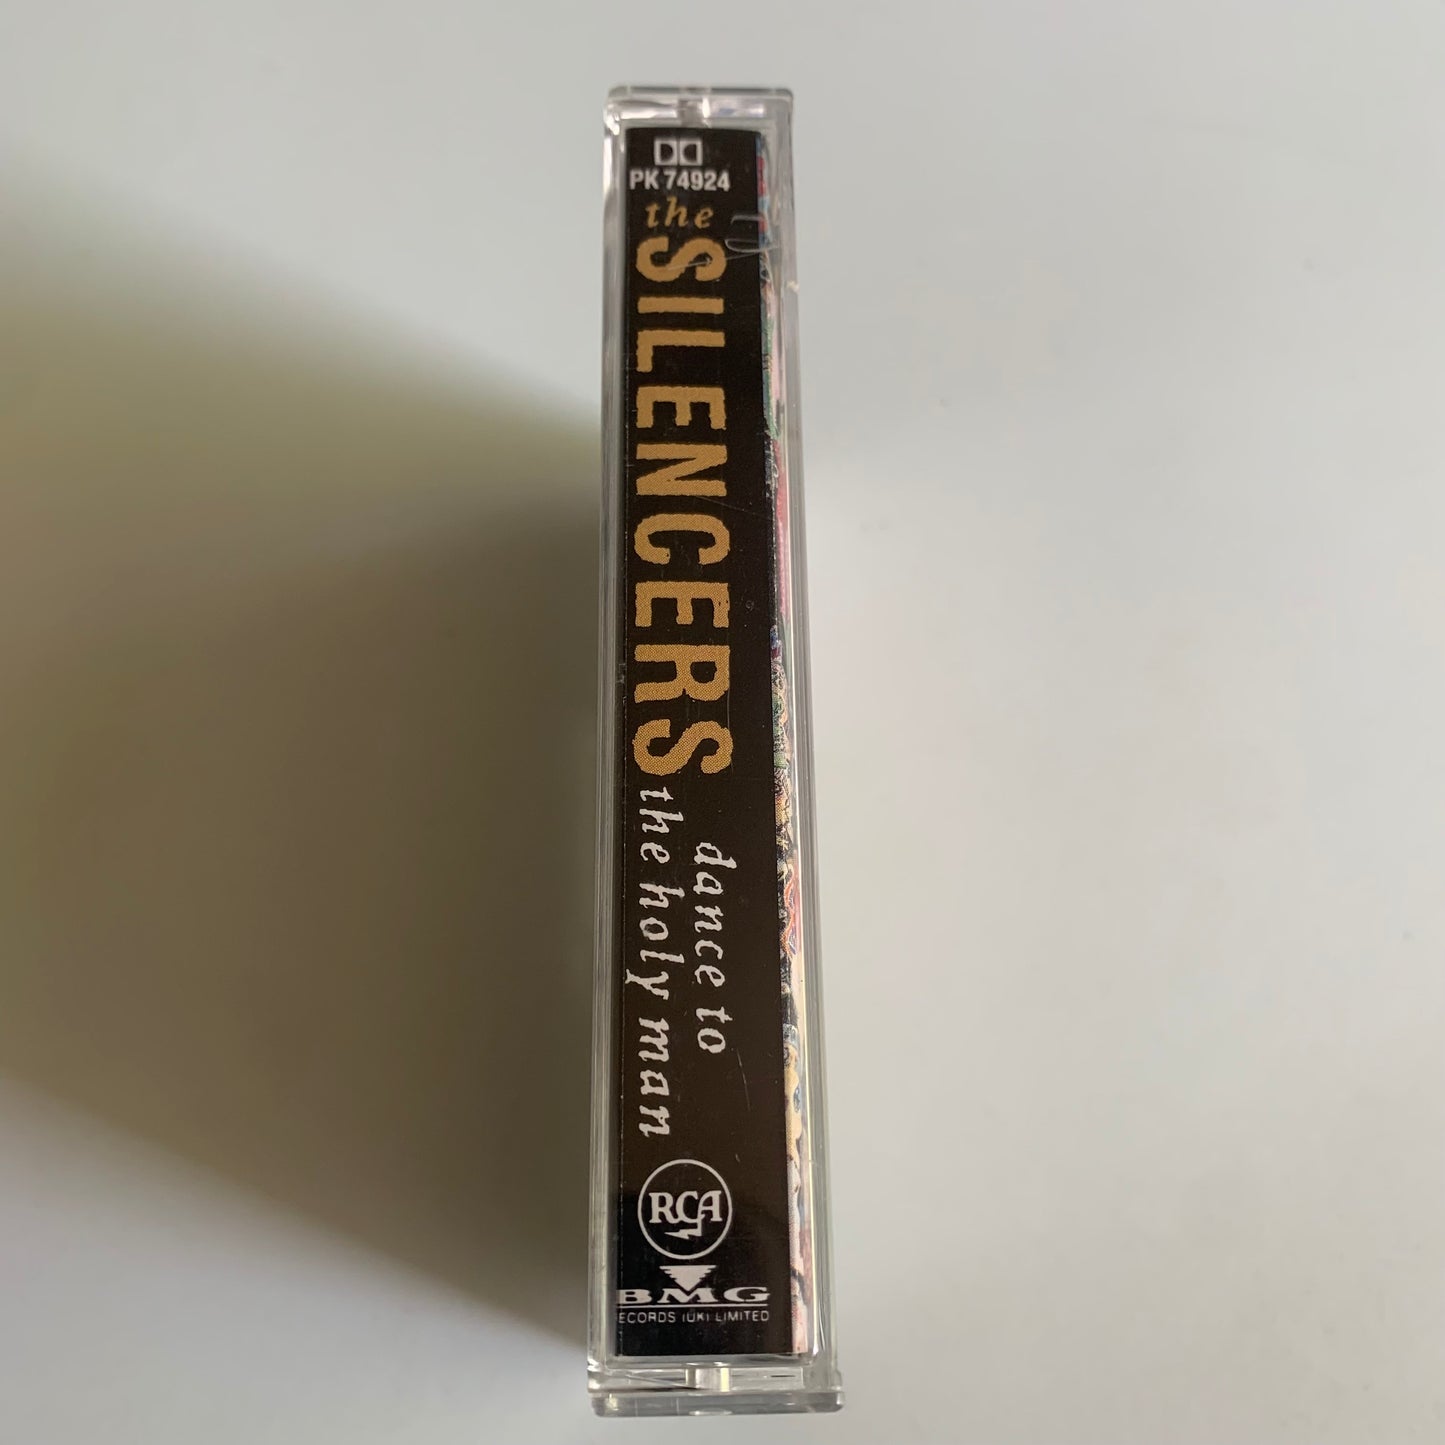 PK 74924
the
SILENCERS
dance to
the holy man
RCA
BMG
ECORDS (UK) LIMITED